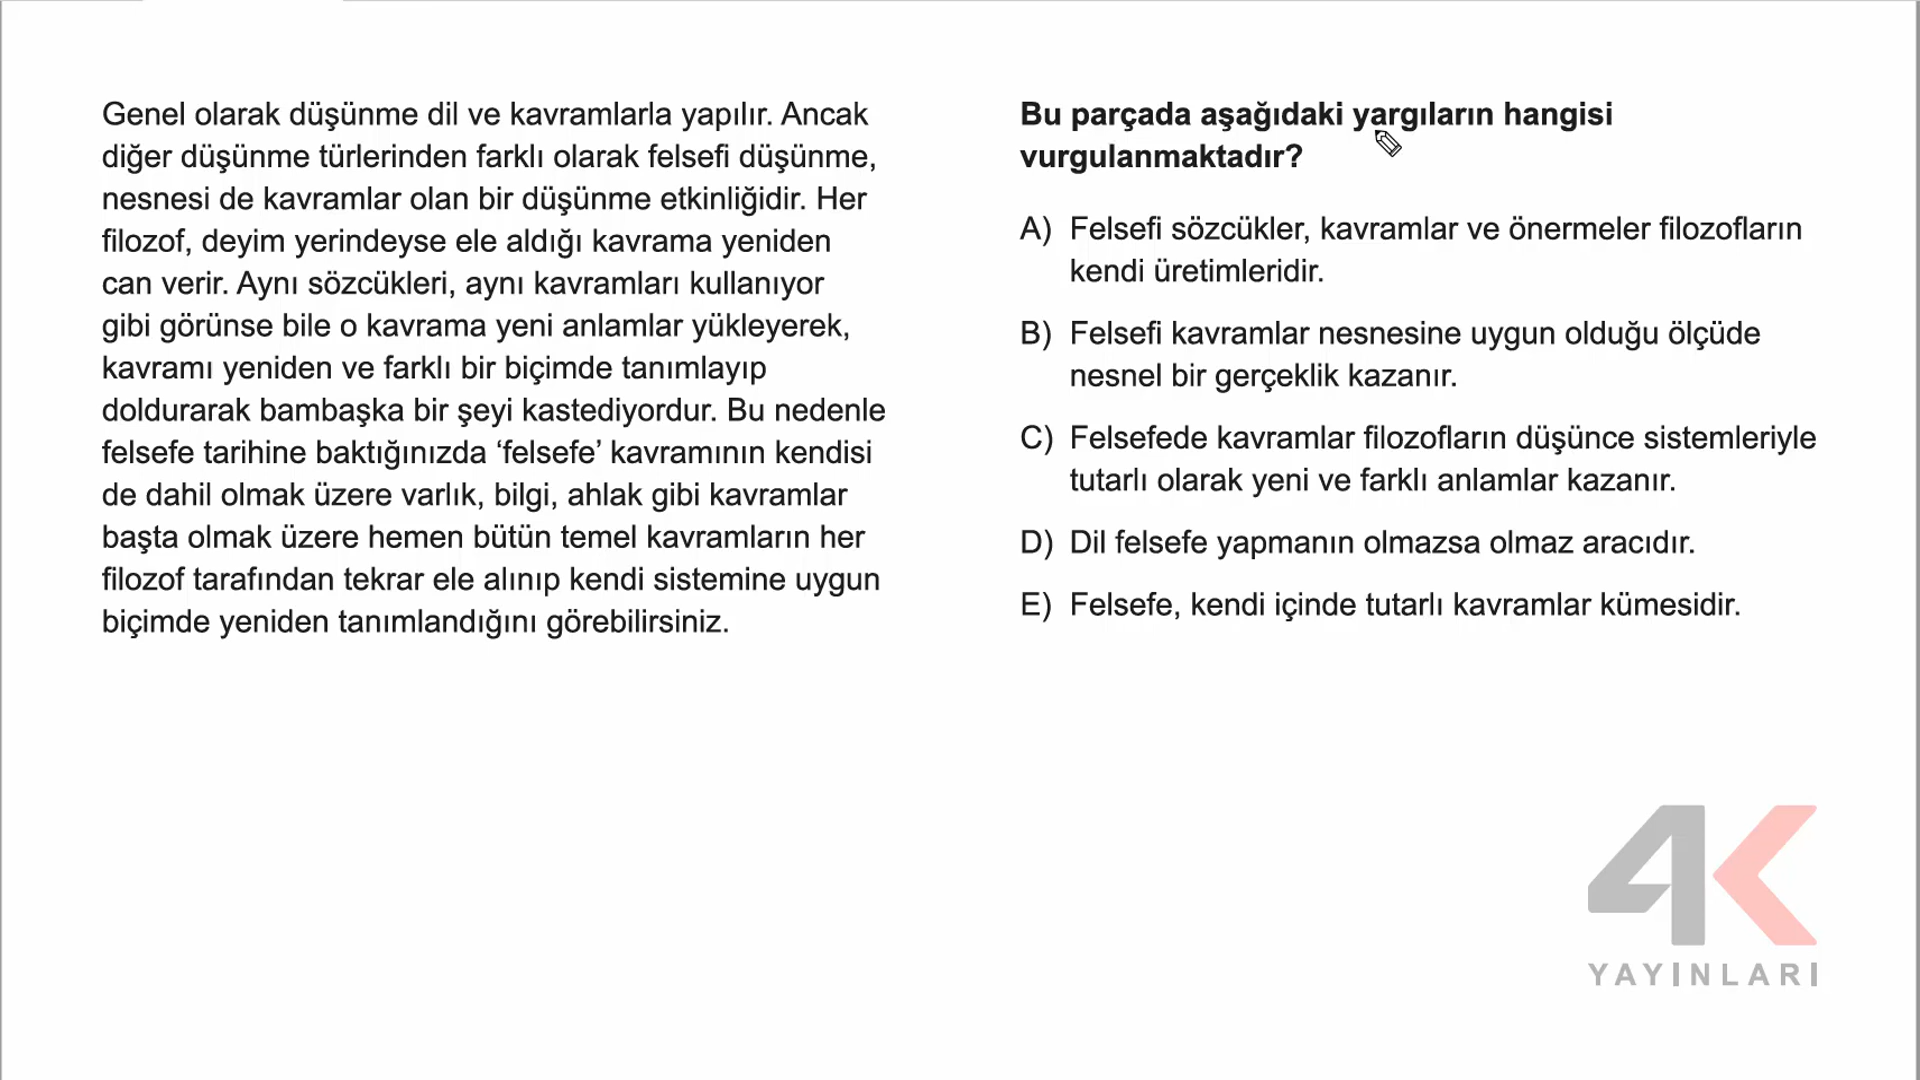 Genel olarak düşünme dil ve kavramlarla yapılır. Ancak
diğer düşünme türlerinden farklı olarak felsefi düşünme,
nesnesi de kavramlar olan bir düşünme etkinliğidir. Her
filozof, deyim yerindeyse ele aldığı kavrama yeniden
can verir. Aynı sözcükleri, aynı kavramları kullanıyor
gibi görünse bile o kavrama yeni anlamlar yükleyerek,
kavramı yeniden ve farklı bir biçimde tanımlayıp
doldurarak bambaşka bir şeyi kastediyordur. Bu nedenle
felsefe tarihine baktığınızda ‘felsefe’ kavramının kendisi
de dahil olmak üzere varlık, bilgi, ahlak gibi kavramlar
başta olmak üzere hemen bütün temel kavramların her
filozof tarafından tekrar ele alınıp kendi sistemine uygun
biçimde yeniden tanımlandığını görebilirsiniz.
Bu parçada aşağıdaki yargıların hangisi
vurgulanmaktadır?
A) Felsefi sözcükler, kavramlar ve önermeler filozofların
kendi üretimleridir.
B) Felsefi kavramlar nesnesine uygun olduğu ölçüde
nesnel bir gerçeklik kazanır.
C) Felsefede kavramlar filozofların düşünce sistemleriyle
tutarlı olarak yeni ve farklı anlamlar kazanır.
D) Dil felsefe yapmanın olmazsa olmaz aracıdır.
E) Felsefe, kendi içinde tutarlı kavramlar kümesidir.
4K
YAYINLARI